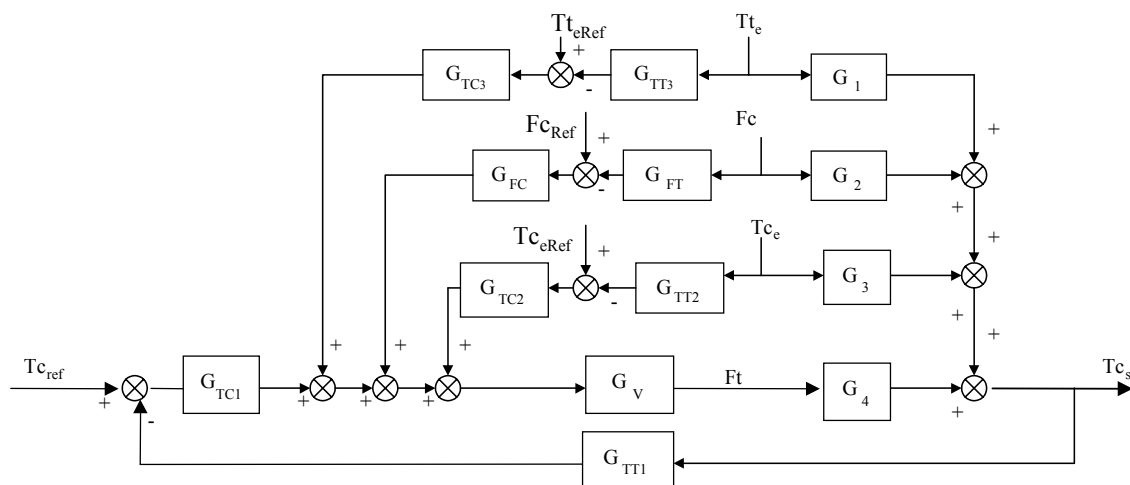 Tt_eRef
Tt_e
+
G_TC3
-
G_TT3
G_1
Fc_Ref
+
Fc
+
G_FC
-
G_FT
G_2
+
Tc_eRef
+
Tc_e
+
G_TC2
-
G_TT2
G_3
+
+
+
+
+
Tc_ref
G_TC1
G_V
Ft
G_4
Tc_s
+
-
+
+
+
+
G_TT1